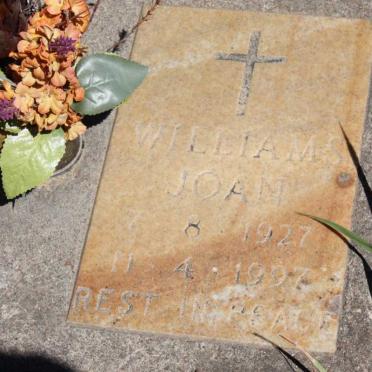 WILLIAMS
JOAN
7 · 8 · 1927
11 · 4 · 1997
REST IN PEACE